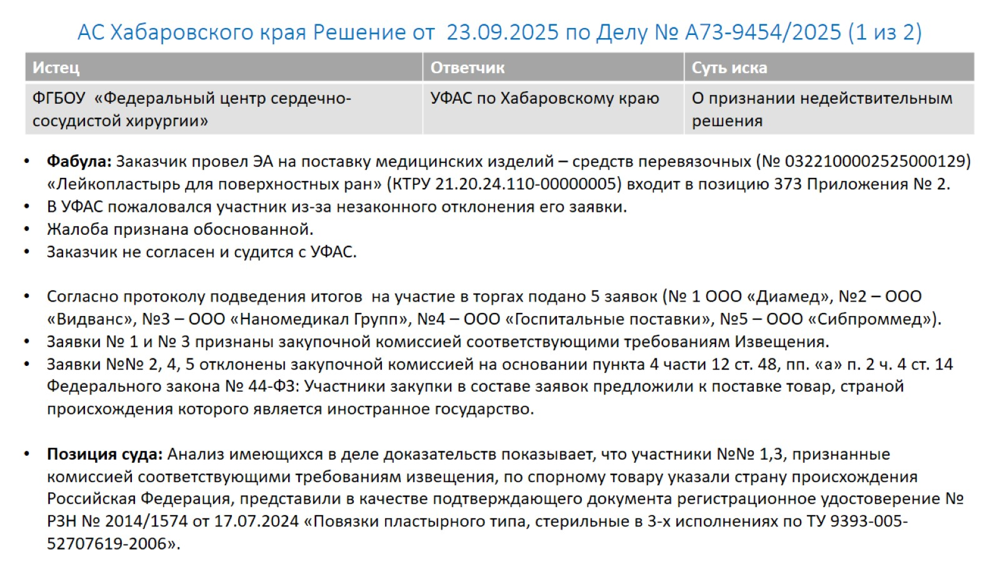 АС Хабаровского края Решение от  23.09.2025 по Делу № А73-9454/2025 (1 из 2)
Истец
Ответчик
Суть иска
ФГБОУ  «Федеральный центр сердечно-
сосудистой хирургии»
УФАС по Хабаровскому краю
О признании недействительным
решения
• Фабула: Заказчик провел ЭА на поставку медицинских изделий – средств перевязочных (№ 0322100002525000129)
«Лейкопластырь для поверхностных ран» (КТРУ 21.20.24.110-00000005) входит в позицию 373 Приложения № 2.
• В УФАС пожаловался участник из-за незаконного отклонения его заявки.
• Жалоба признана обоснованной.
• Заказчик не согласен и судится с УФАС.
• Согласно протоколу подведения итогов  на участие в торгах подано 5 заявок (№ 1 ООО «Диамед», №2 – ООО
«Видванс», №3 – ООО «Наномедикал Групп», №4 – ООО «Госпитальные поставки», №5 – ООО «Сибпроммед»).
• Заявки № 1 и № 3 признаны закупочной комиссией соответствующими требованиям Извещения.
• Заявки №№ 2, 4, 5 отклонены закупочной комиссией на основании пункта 4 части 12 ст. 48, пп. «а» п. 2 ч. 4 ст. 14
Федерального закона № 44-ФЗ: Участники закупки в составе заявок предложили к поставке товар, страной
происхождения которого является иностранное государство.
• Позиция суда: Анализ имеющихся в деле доказательств показывает, что участники №№ 1,3, признанные
комиссией соответствующими требованиям извещения, по спорному товару указали страну происхождения
Российская Федерация, представили в качестве подтверждающего документа регистрационное удостоверение №
РЗН № 2014/1574 от 17.07.2024 «Повязки пластырного типа, стерильные в 3-х исполнениях по ТУ 9393-005-
52707619-2006».